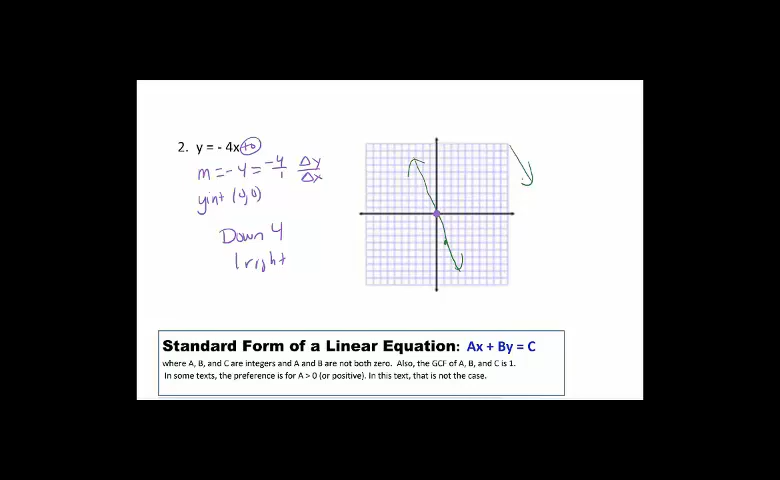 2. y = - 4x+0
m = -4 = -4/1 Δy/Δx
yint (0,0)
Down 4
1 right
Standard Form of a Linear Equation: Ax + By = C
where A, B, and C are integers and A and B are not both zero. Also, the GCF of A, B, and C is 1.
In some texts, the preference is for A > 0 (or positive). In this text, that is not the case.